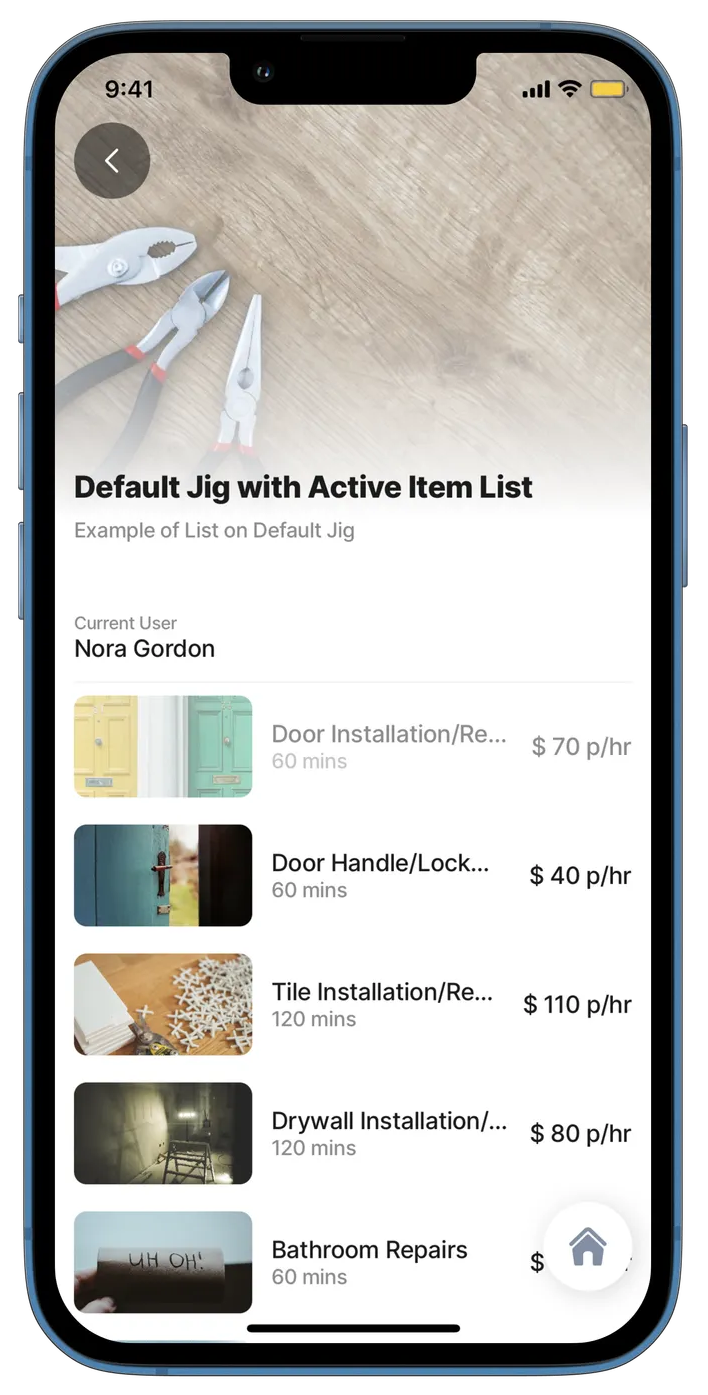 9:41
Default Jig with Active Item List
Example of List on Default Jig
Current User
Nora Gordon
Door Installation/Re...
60 mins
$ 70 p/hr
Door Handle/Lock...
60 mins
$ 40 p/hr
Tile Installation/Re...
120 mins
$ 110 p/hr
Drywall Installation/...
120 mins
$ 80 p/hr
UH OH!
Bathroom Repairs
60 mins
$